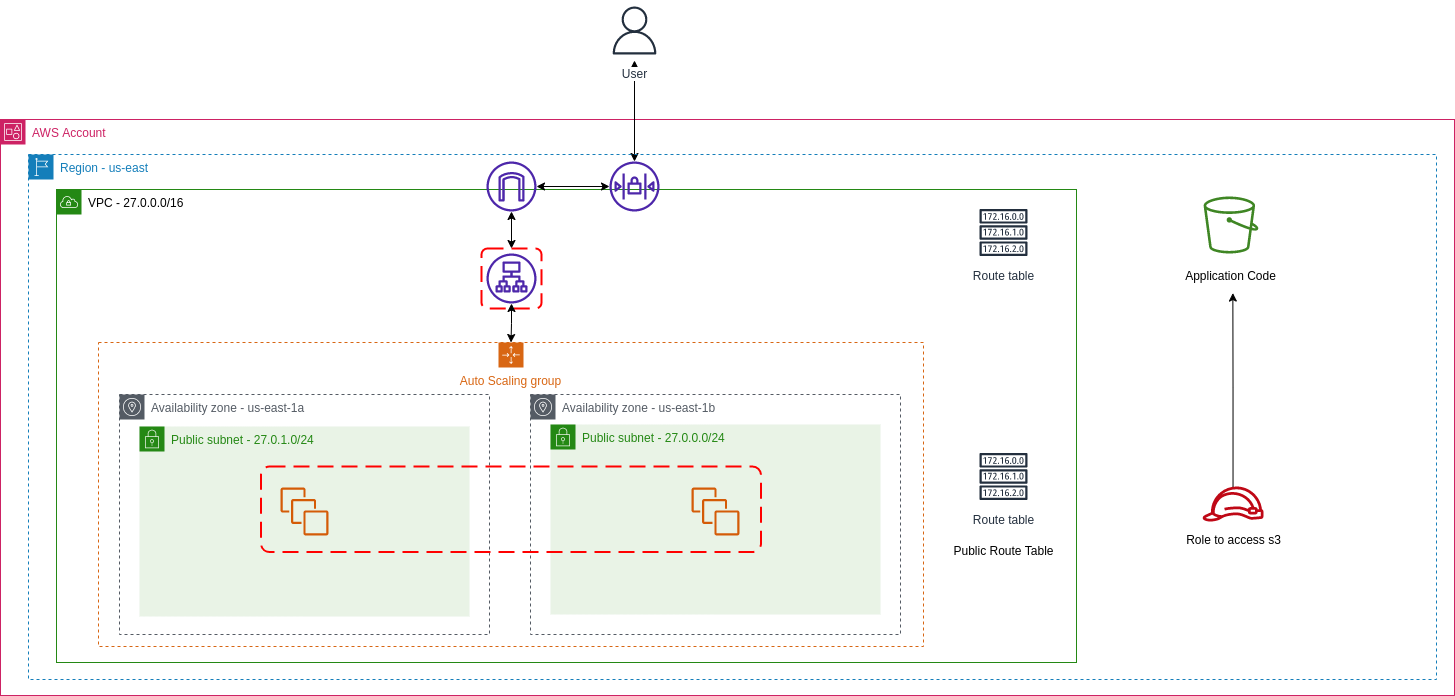 User
AWS Account
Region - us-east
VPC - 27.0.0.0/16
172.16.0.0
172.16.1.0
172.16.2.0
Route table
Application Code
Auto Scaling group
Availability zone - us-east-1a
Availability zone - us-east-1b
Public subnet - 27.0.1.0/24
Public subnet - 27.0.0.0/24
172.16.0.0
172.16.1.0
172.16.2.0
Route table
Public Route Table
Role to access s3